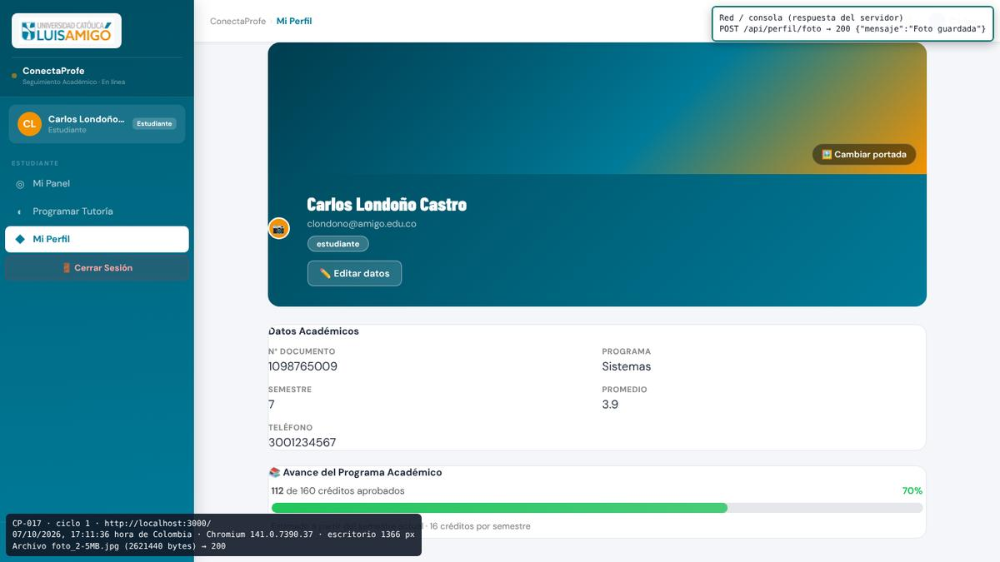 UNIVERSIDAD CATÓLICA
LUISAMIGO
ConectaProfe
Seguimiento Académico · En línea
CL
Carlos Londoño…
Estudiante
Estudiante
ESTUDIANTE
Mi Panel
Programar Tutoría
Mi Perfil
Cerrar Sesión
ConectaProfe › Mi Perfil
Red / consola (respuesta del servidor)
POST /api/perfil/foto → 200 {"mensaje":"Foto guardada"}
Cambiar portada
Carlos Londoño Castro
clondono@amigo.edu.co
estudiante
Editar datos
Datos Académicos
N° DOCUMENTO
1098765009
PROGRAMA
Sistemas
SEMESTRE
7
PROMEDIO
3.9
TELÉFONO
3001234567
Avance del Programa Académico
112 de 160 créditos aprobados
70%
· 16 créditos por semestre
CP-017 · ciclo 1 · http://localhost:3000/
07/10/2026, 17:11:36 hora de Colombia · Chromium 141.0.7390.37 · escritorio 1366 px
Archivo foto_2-5MB.jpg (2621440 bytes) → 200